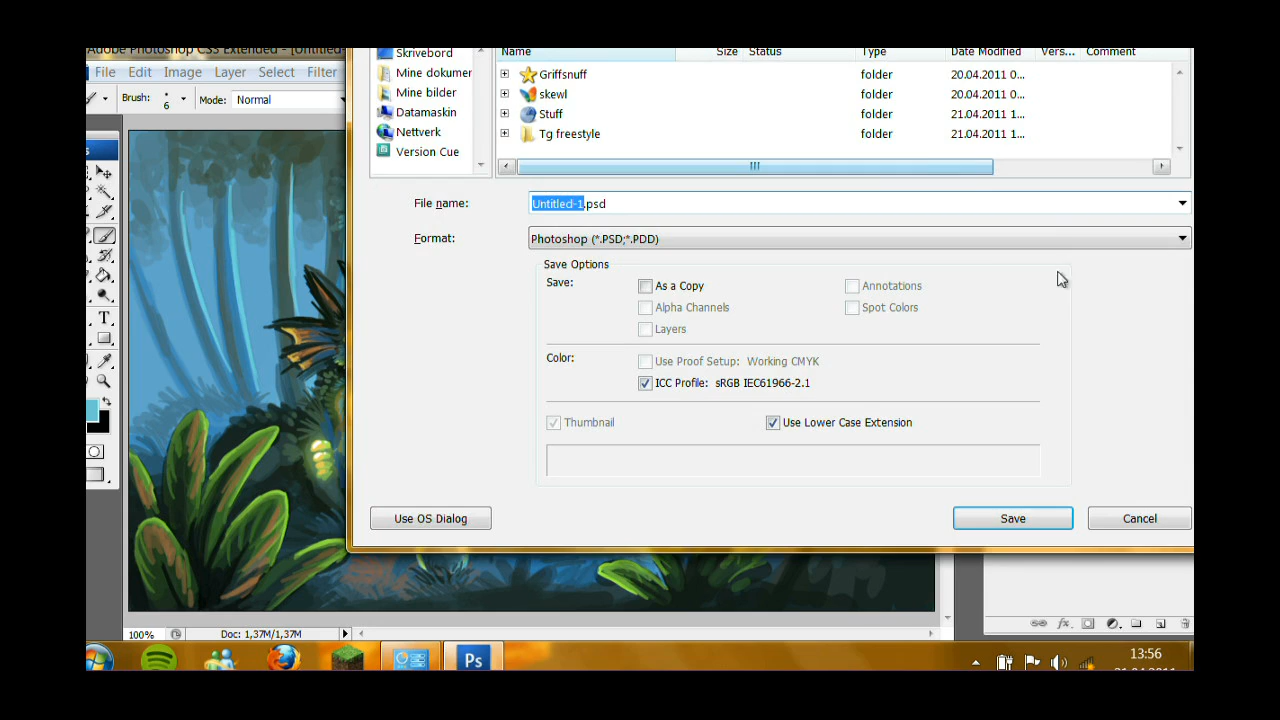 Adobe Photoshop CS3 Extended - [Untitled-
File Edit Image Layer Select Filter
Brush: 6 Mode: Normal
Skrivebord
Mine dokumer
Mine bilder
Datamaskin
Nettverk
Version Cue
Name Size Status Type Date Modified Vers... Comment
Griffsnuff folder 20.04.2011 0...
skewl folder 20.04.2011 0...
Stuff folder 21.04.2011 1...
Tg freestyle folder 21.04.2011 1...
File name: Untitled-1.psd
Format: Photoshop (*.PSD;*.PDD)
Save Options
Save: As a Copy Annotations
Alpha Channels Spot Colors
Layers
Color: Use Proof Setup: Working CMYK
ICC Profile: sRGB IEC61966-2.1
Thumbnail Use Lower Case Extension
Use OS Dialog Save Cancel
100% Doc: 1,37M/1,37M
Ps 13:56
21.04.2011